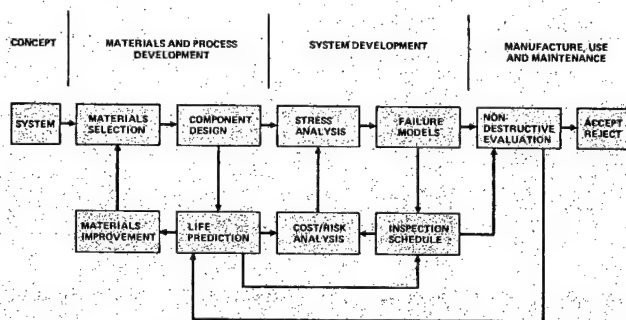 CONCEPT
MATERIALS AND PROCESS
DEVELOPMENT
SYSTEM DEVELOPMENT
MANUFACTURE, USE
AND MAINTENANCE
SYSTEM
MATERIALS
SELECTION
COMPONENT
DESIGN
STRESS
ANALYSIS
FAILURE
MODELS
NON-
DESTRUCTIVE
EVALUATION
ACCEPT
REJECT
MATERIALS
IMPROVEMENT
LIFE
PREDICTION
COST/RISK
ANALYSIS
INSPECTION
SCHEDULE